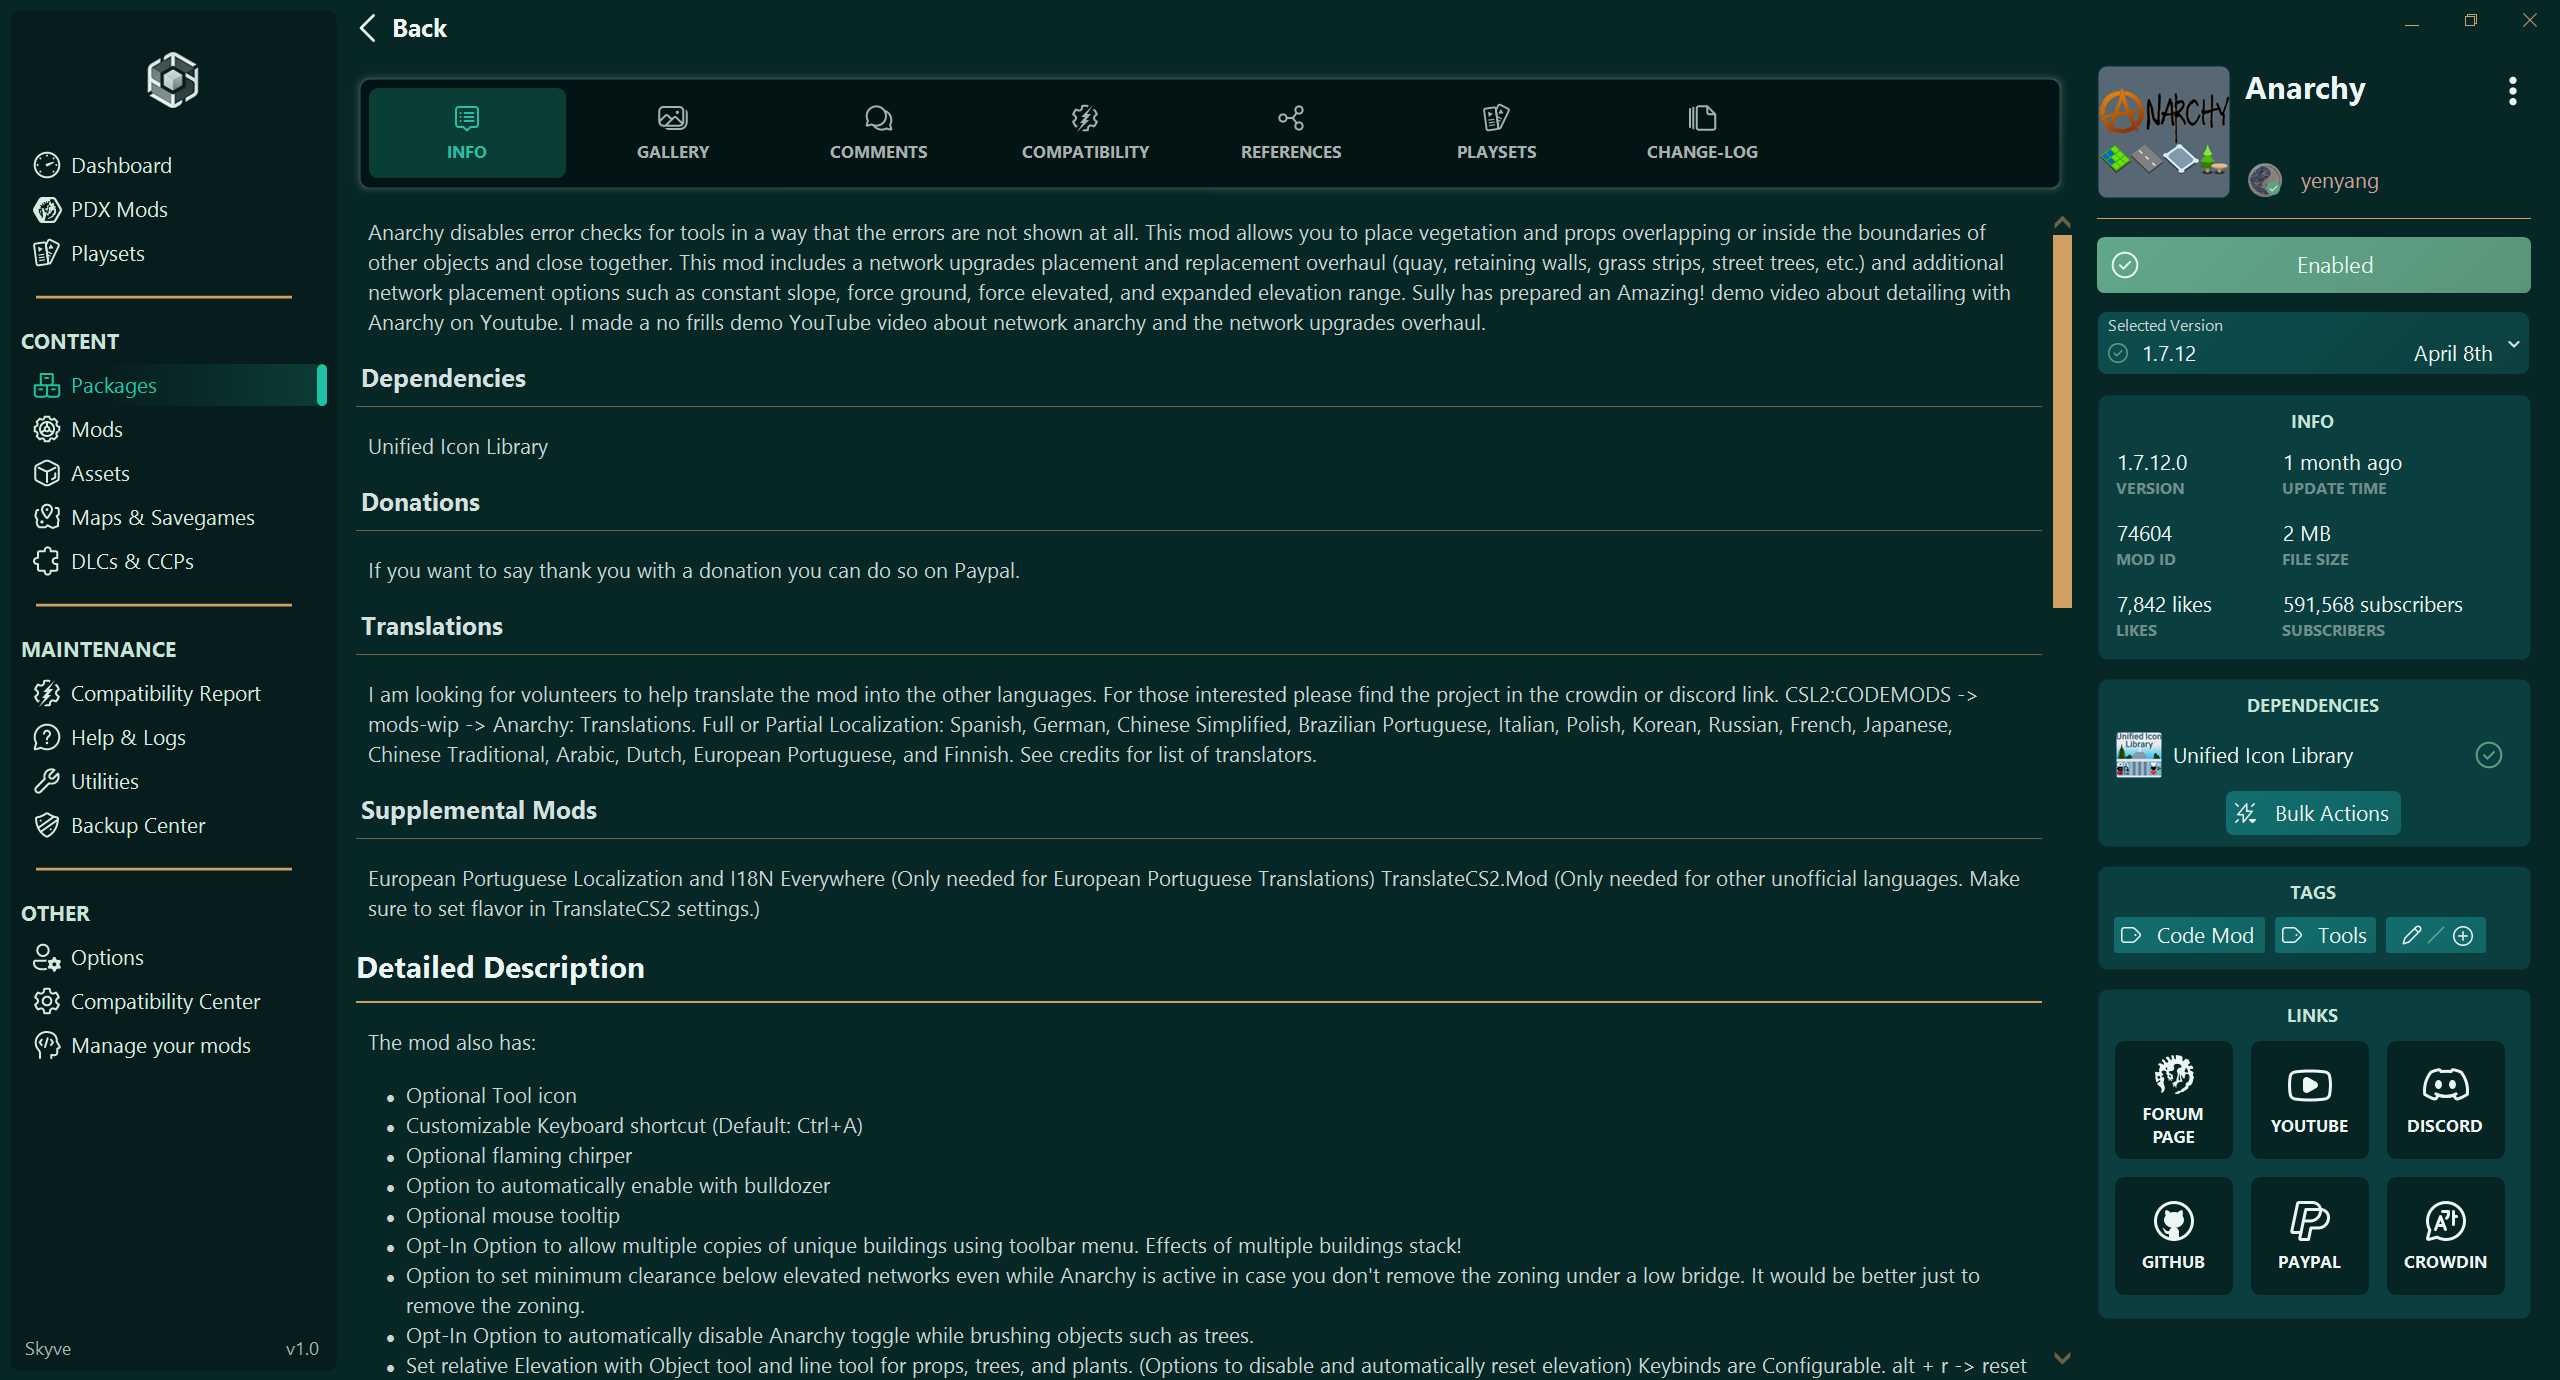 Back
Dashboard
PDX Mods
Playsets
CONTENT
Packages
Mods
Assets
Maps & Savegames
DLCs & CCPs
MAINTENANCE
Compatibility Report
Help & Logs
Utilities
Backup Center
OTHER
Options
Compatibility Center
Manage your mods
Skyve v1.0
INFO GALLERY COMMENTS COMPATIBILITY REFERENCES PLAYSETS CHANGE-LOG
Anarchy disables error checks for tools in a way that the errors are not shown at all. This mod allows you to place vegetation and props overlapping or inside the boundaries of
other objects and close together. This mod includes a network upgrades placement and replacement overhaul (quay, retaining walls, grass strips, street trees, etc.) and additional
network placement options such as constant slope, force ground, force elevated, and expanded elevation range. Sully has prepared an Amazing! demo video about detailing with
Anarchy on Youtube. I made a no frills demo YouTube video about network anarchy and the network upgrades overhaul.
Dependencies
Unified Icon Library
Donations
If you want to say thank you with a donation you can do so on Paypal.
Translations
I am looking for volunteers to help translate the mod into the other languages. For those interested please find the project in the crowdin or discord link. CSL2:CODEMODS ->
mods-wip -> Anarchy: Translations. Full or Partial Localization: Spanish, German, Chinese Simplified, Brazilian Portuguese, Italian, Polish, Korean, Russian, French, Japanese,
Chinese Traditional, Arabic, Dutch, European Portuguese, and Finnish. See credits for list of translators.
Supplemental Mods
European Portuguese Localization and I18N Everywhere (Only needed for European Portuguese Translations) TranslateCS2.Mod (Only needed for other unofficial languages. Make
sure to set flavor in TranslateCS2 settings.)
Detailed Description
The mod also has:
• Optional Tool icon
• Customizable Keyboard shortcut (Default: Ctrl+A)
• Optional flaming chirper
• Option to automatically enable with bulldozer
• Optional mouse tooltip
• Opt-In Option to allow multiple copies of unique buildings using toolbar menu. Effects of multiple buildings stack!
• Option to set minimum clearance below elevated networks even while Anarchy is active in case you don't remove the zoning under a low bridge. It would be better just to
remove the zoning.
• Opt-In Option to automatically disable Anarchy toggle while brushing objects such as trees.
• Set relative Elevation with Object tool and line tool for props, trees, and plants. (Options to disable and automatically reset elevation) Keybinds are Configurable. alt + r -> reset
ANARCHY
Anarchy
yenyang
Enabled
Selected Version
1.7.12 April 8th
INFO
1.7.12.0 1 month ago
VERSION UPDATE TIME
74604 2 MB
MOD ID FILE SIZE
7,842 likes 591,568 subscribers
LIKES SUBSCRIBERS
DEPENDENCIES
Unified Icon
Library
Unified Icon Library
Bulk Actions
TAGS
Code Mod Tools
LINKS
FORUM
PAGE
YOUTUBE
DISCORD
GITHUB
PAYPAL
CROWDIN